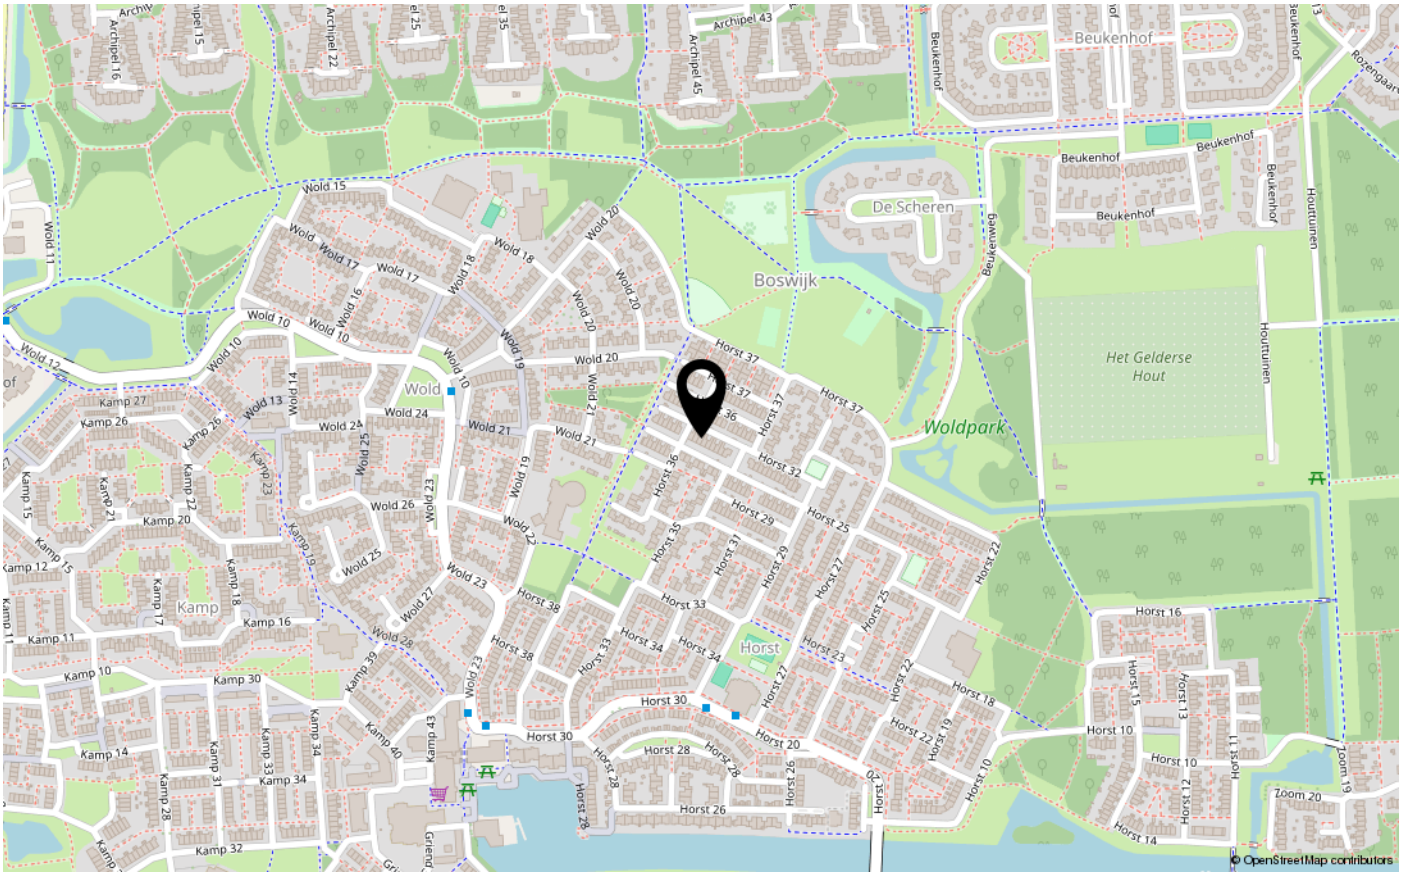 Archipel 16
Archipel 22
Archipel 43
Archipel 45
Beukenhof
Beukenhof
Beukenhof
Rozengaard
Beukenhof
Beukenhof
Beukenhof
Beukenhof
Houttuinen
Wold 15
Wold 11
De Scheren
Beukenweg
Wold 20
Wold 17
Wold 17
Wold 18
Wold 18
Wold 16
Wold 20
Wold 20
Boswijk
Wold 10
Wold 10
Wold 10
Wold 12
Wold 10
Wold 19
Wold 20
Horst 37
Houttuinen
Het Gelderse
Hout
Wold
Wold 14
Wold 13
Wold 24
Wold 24
Wold 21
Wold 21
Wold 21
Horst 37
Horst 37
Horst 37
Woldpark
Kamp 27
Kamp 26
Kamp 26
Kamp 23
Kamp 22
Kamp 21
Kamp 15
Kamp 20
Wold 25
Wold 26
Wold 23
Wold 19
Wold 22
Horst 36
Horst 32
Horst 29
Horst 25
Kamp 15
Kamp 12
Kamp 19
Wold 25
Wold 23
Wold 27
Horst 35
Horst 31
Horst 29
Horst 27
Horst 22
Kamp 18
Kamp 17
Kamp
Kamp 16
Kamp 11
Kamp 11
Wold 28
Horst 38
Horst 33
Horst 25
Horst 16
Horst 38
Horst 33
Horst 34
Horst 34
Horst
Horst 23
Horst 22
Horst 18
Kamp 10
Kamp 30
Kamp 39
Wold 23
Horst 30
Horst 27
Horst 15
Horst 13
Kamp 34
Kamp 40
Kamp 43
Horst 30
Horst 20
Horst 22
Horst 19
Horst 10
Horst 10
Horst 11
Kamp 14
Kamp 31
Kamp 33
Kamp 34
Kamp 28
Horst 28
Horst 28
Horst 28
Horst 28
Horst 26
Horst 26
Horst 20
Horst 10
Horst 12
Horst 14
Zoom 20
Zoom 19
Kamp 32
© OpenStreetMap contributors